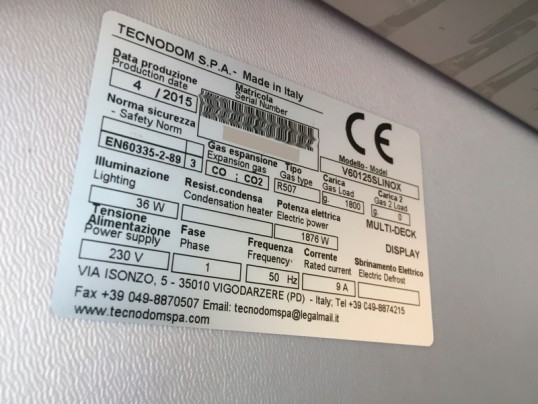 TECNODOM S.P.A. - Made in Italy
Data produzione
Production date
4 / 2015
Matricola
Serial Number
CE
Norma sicurezza
- Safety Norm
EN60335-2-89
3
Gas espansione
Expansion gas
CO ; CO2
Tipo
Gas type
R507
Carica
Gas Load
g. 1800
Carica 2
Gas 2 Load
g. 0
Modello - Model
V60125SLINOX
Illuminazione
Lighting
36 W
Resist.condensa
Condensation heater
Potenza elettrica
Electric power
1876 W
MULTI-DECK
DISPLAY
Tensione
Alimentazione
Power supply
230 V
Fase
Phase
1
Frequenza
Frequency
50 Hz
Corrente
Rated current
9 A
Sbrinamento Elettrico
Electric Defrost
VIA ISONZO, 5 - 35010 VIGODARZERE (PD) - Italy; Tel +39 049-8874215
Fax +39 049-8870507 Email: tecnodomspa@legalmail.it
www.tecnodomspa.com